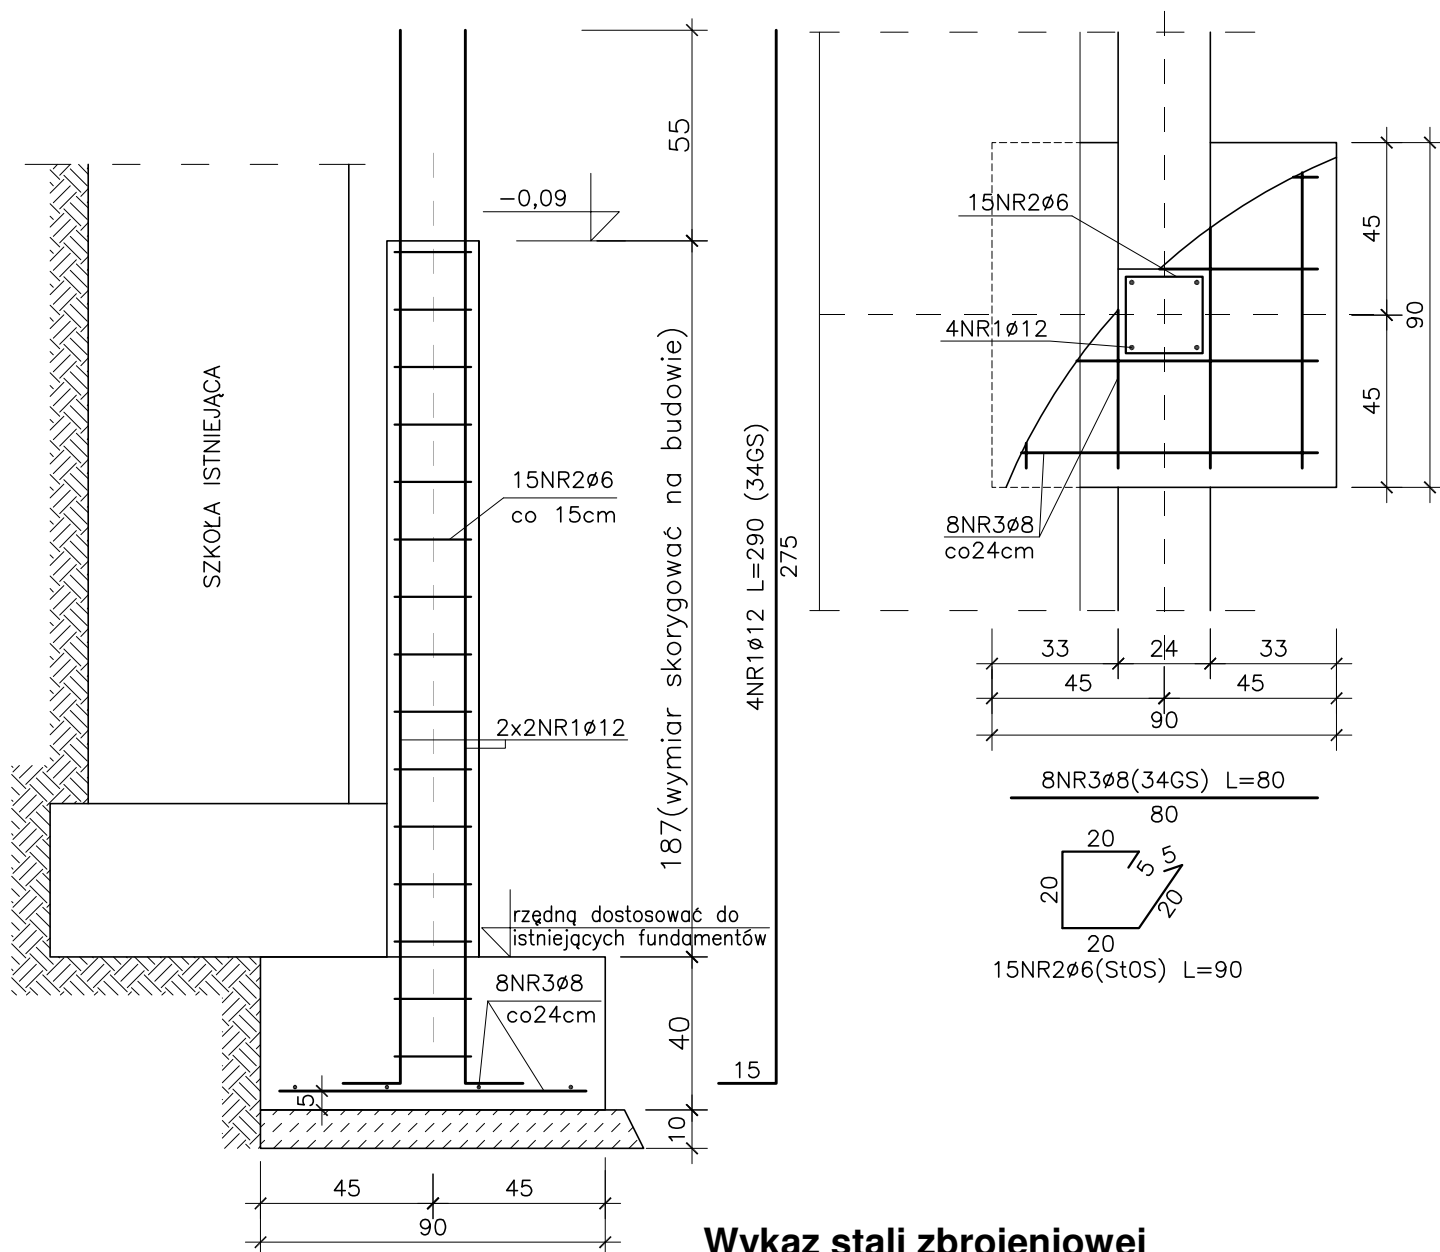 55
-0,09
SZKOŁA ISTNIEJĄCA
15NR2ø6
co 15cm
187(wymiar skorygować na budowie)
2x2NR1ø12
rzędną dostosować do
istniejących fundamentów
8NR3ø8
co24cm
40
5
10
45
45
90
4NR1ø12 L=290 (34GS)
275
15
15NR2ø6
4NR1ø12
8NR3ø8
co24cm
45
45
90
33
24
33
45
45
90
8NR3ø8(34GS) L=80
80
20
5
5
20
20
20
15NR2ø6(St0S) L=90
Wykaz stali zbrojeniowej